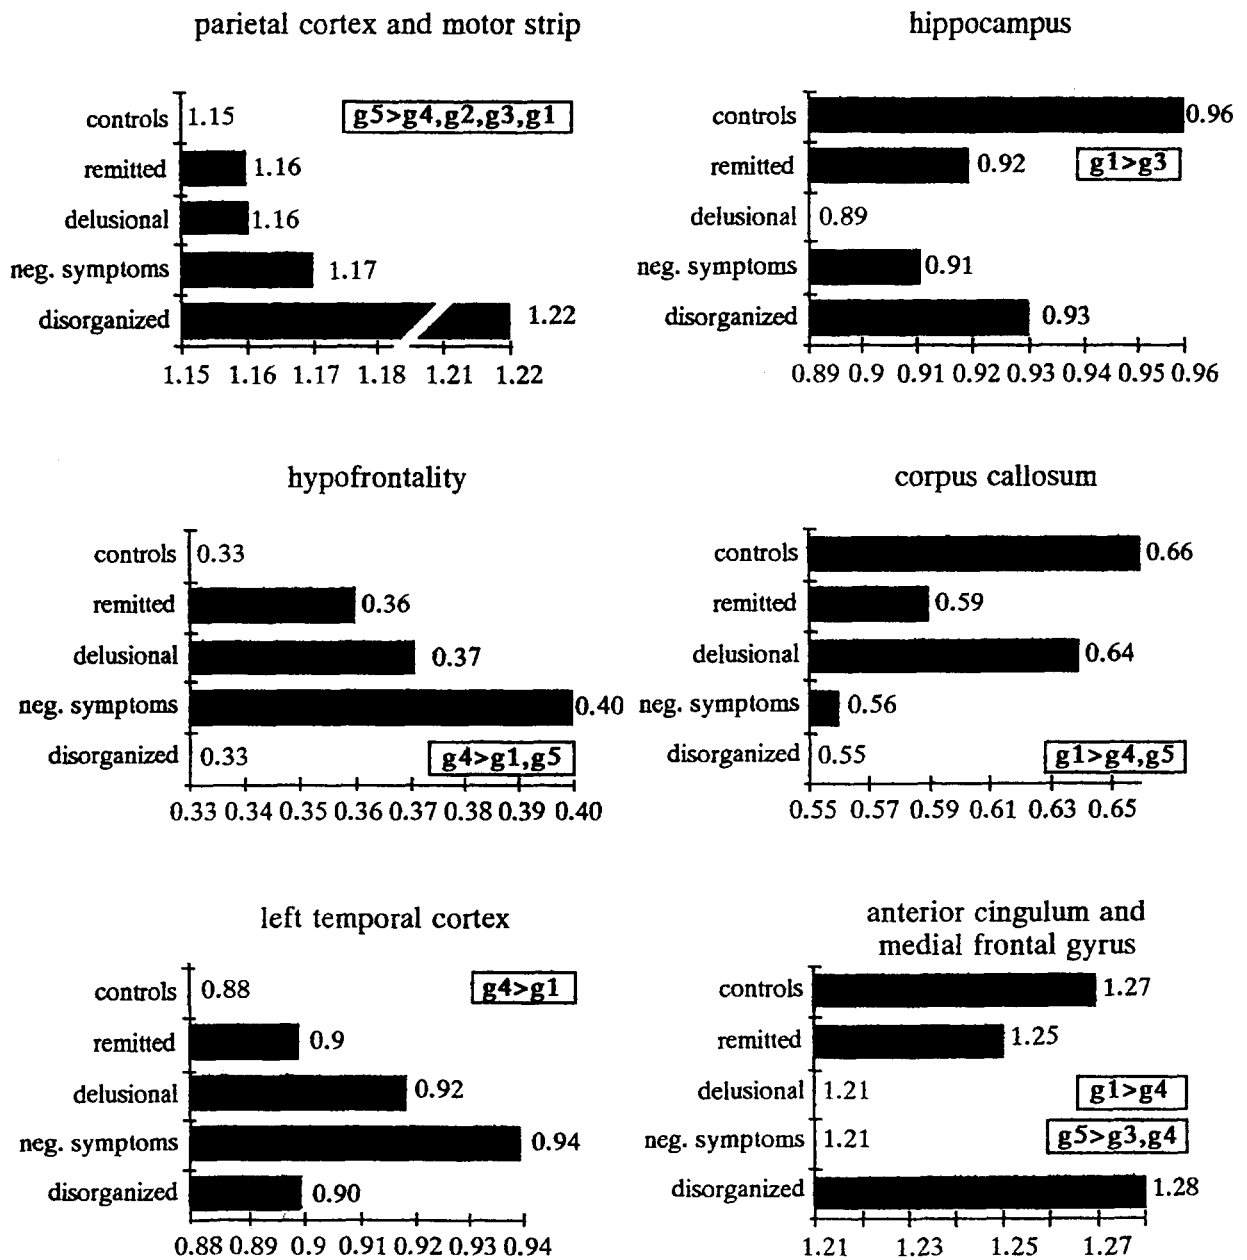 parietal cortex and motor strip
controls 1.15 g5>g4,g2,g3,g1
remitted 1.16
delusional 1.16
neg. symptoms 1.17
disorganized 1.22
1.15 1.16 1.17 1.18 1.21 1.22
hippocampus
controls 0.96
remitted 0.92 g1>g3
delusional 0.89
neg. symptoms 0.91
disorganized 0.93
0.89 0.9 0.91 0.92 0.93 0.94 0.95 0.96
hypofrontality
controls 0.33
remitted 0.36
delusional 0.37
neg. symptoms 0.40
disorganized 0.33 g4>g1,g5
0.33 0.34 0.35 0.36 0.37 0.38 0.39 0.40
corpus callosum
controls 0.66
remitted 0.59
delusional 0.64
neg. symptoms 0.56
disorganized 0.55 g1>g4,g5
0.55 0.57 0.59 0.61 0.63 0.65
left temporal cortex
controls 0.88 g4>g1
remitted 0.9
delusional 0.92
neg. symptoms 0.94
disorganized 0.90
0.88 0.89 0.9 0.91 0.92 0.93 0.94
anterior cingulum and
medial frontal gyrus
controls 1.27
remitted 1.25
delusional 1.21 g1>g4
neg. symptoms 1.21 g5>g3,g4
disorganized 1.28
1.21 1.23 1.25 1.27